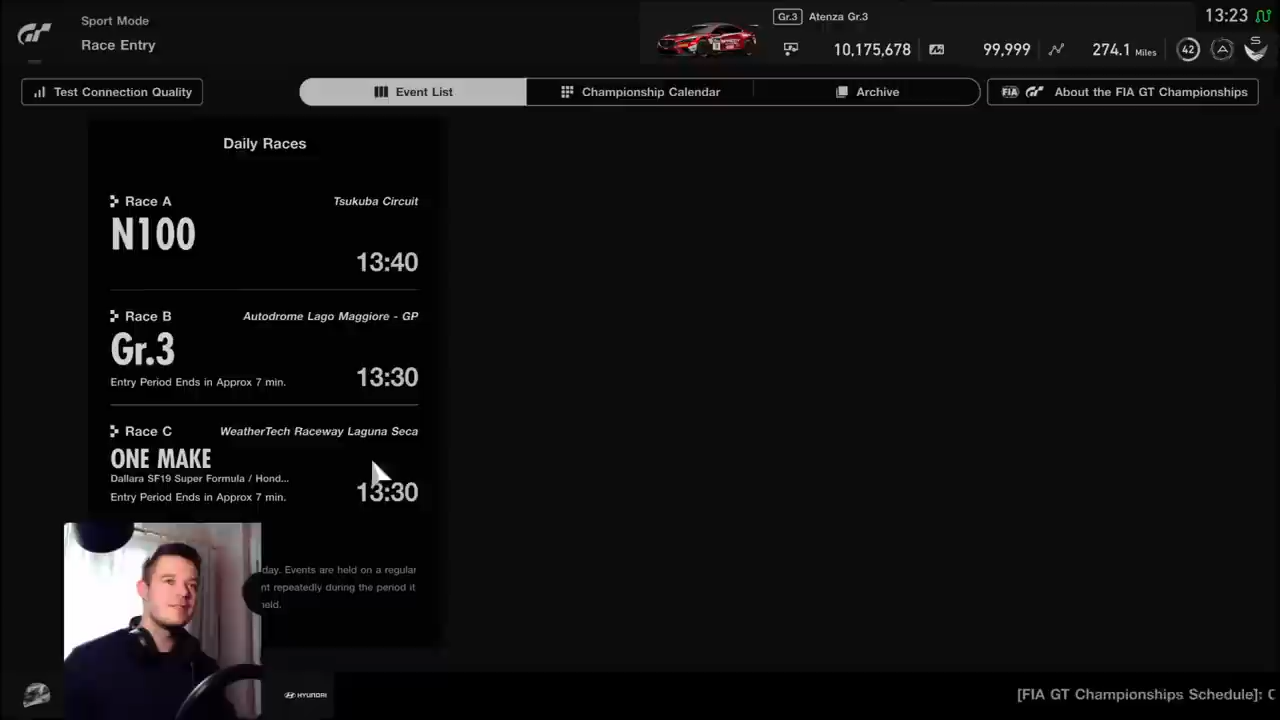 Sport Mode
Race Entry
Gr.3 Atenza Gr.3
10,175,678 99,999 274.1 Miles 42 A S
13:23
Test Connection Quality
Event List
Championship Calendar
Archive
FIA GT About the FIA GT Championships
Daily Races
Race A Tsukuba Circuit
N100
13:40
Race B Autodrome Lago Maggiore - GP
Gr.3
Entry Period Ends in Approx 7 min. 13:30
Race C WeatherTech Raceway Laguna Seca
ONE MAKE
Dallara SF19 Super Formula / Hond...
Entry Period Ends in Approx 7 min. 13:30
day. Events are held on a regular
nt repeatedly during the period it
held.
HYUNDAI
[FIA GT Championships Schedule]: C